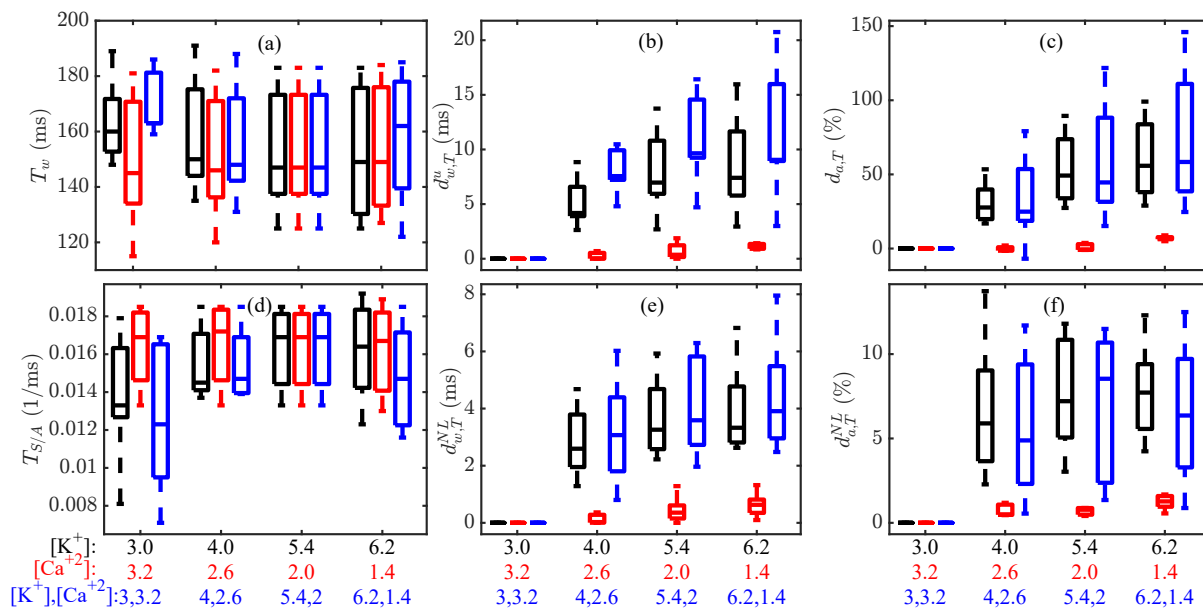 (a)
(b)
(c)
T_w (ms)
200
180
160
140
120
d^u_{w,T} (ms)
20
15
10
5
0
d_{a,T} (%)
150
100
50
0
(d)
(e)
(f)
T_{S/A} (1/ms)
0.018
0.016
0.014
0.012
0.01
0.008
d^{NL}_{w,T} (ms)
8
6
4
2
0
d^{NL}_{a,T} (%)
10
5
0
[K⁺]: 3.0 4.0 5.4 6.2 3.0 4.0 5.4 6.2 3.0 4.0 5.4 6.2
[Ca⁺²]: 3.2 2.6 2.0 1.4 3.2 2.6 2.0 1.4 3.2 2.6 2.0 1.4
[K⁺],[Ca⁺²]:3,3.2 4,2.6 5.4,2 6.2,1.4 3,3.2 4,2.6 5.4,2 6.2,1.4 3,3.2 4,2.6 5.4,2 6.2,1.4